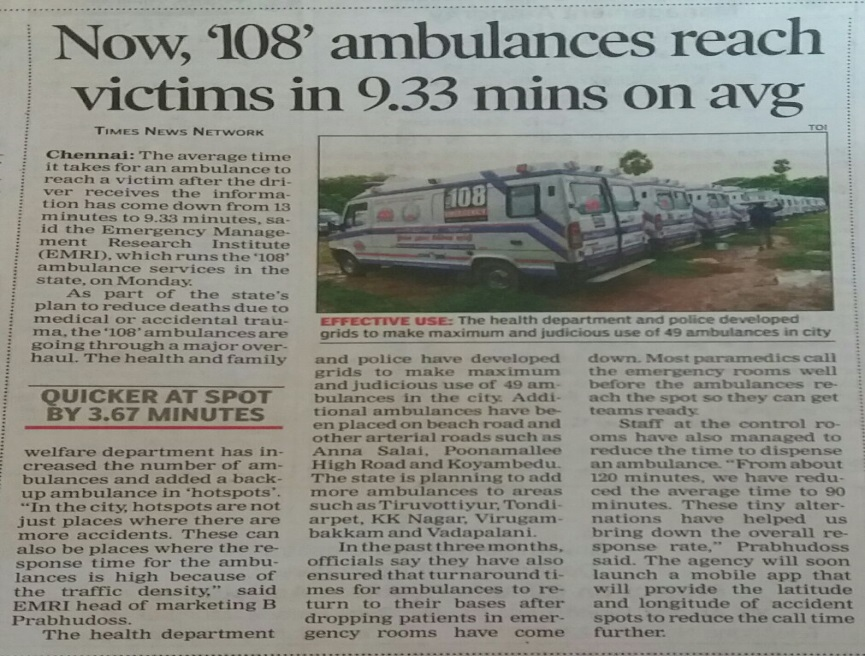 Now, '108' ambulances reach
victims in 9.33 mins on avg
TIMES NEWS NETWORK
TOI
Chennai: The average time
it takes for an ambulance to
reach a victim after the dri-
ver receives the informa-
tion has come down from 13
minutes to 9.33 minutes, sa-
id the Emergency Manage-
ment Research Institute
(EMRI), which runs the '108'
ambulance services in the
state, on Monday.
As part of the state's
plan to reduce deaths due to
medical or accidental trau-
ma, the '108' ambulances are
going through a major over-
haul. The health and family
QUICKER AT SPOT
BY 3.67 MINUTES
welfare department has in-
creased the number of am-
bulances and added a back-
up ambulance in 'hotspots'.
"In the city, hotspots are not
just places where there are
more accidents. These can
also be places where the re-
sponse time for the ambu-
lances is high because of
the traffic density," said
EMRI head of marketing B
Prabhudoss.
The health department
108
EMERGENCY
EFFECTIVE USE: The health department and police developed
grids to make maximum and judicious use of 49 ambulances in city
and police have developed
grids to make maximum
and judicious use of 49 am-
bulances in the city. Addi-
tional ambulances have be-
en placed on beach road and
other arterial roads such as
Anna Salai, Poonamallee
High Road and Koyambedu.
The state is planning to add
more ambulances to areas
such as Tiruvottiyur, Tondi-
arpet, KK Nagar, Virugam-
bakkam and Vadapalani.
In the past three months,
officials say they have also
ensured that turnaround ti-
mes for ambulances to re-
turn to their bases after
dropping patients in emer-
gency rooms have come
down. Most paramedics call
the emergency rooms well
before the ambulances re-
ach the spot so they can get
teams ready.
Staff at the control ro-
oms have also managed to
reduce the time to dispense
an ambulance. "From about
120 minutes, we have redu-
ced the average time to 90
minutes. These tiny alter-
nations have helped us
bring down the overall re-
sponse rate," Prabhudoss
said. The agency will soon
launch a mobile app that
will provide the latitude
and longitude of accident
spots to reduce the call time
further.